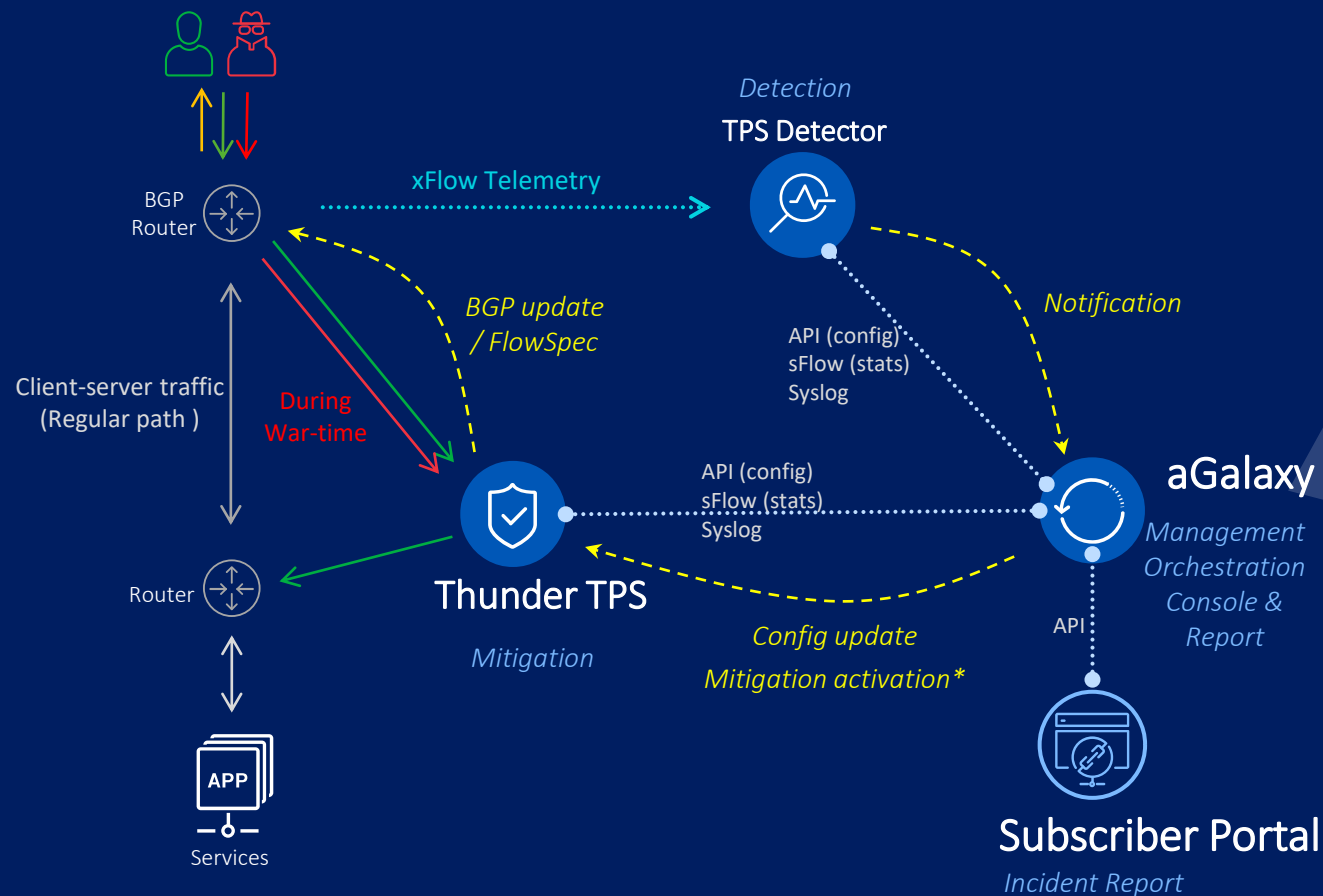 Detection
TPS Detector
xFlow Telemetry
BGP
Router
BGP update
/ FlowSpec
Notification
API (config)
sFlow (stats)
Syslog
Client-server traffic
(Regular path )
During
War-time
API (config)
sFlow (stats)
Syslog
aGalaxy
Management
Orchestration
Console &
Report
Router
Thunder TPS
Mitigation
Config update
Mitigation activation*
API
APP
Services
Subscriber Portal
Incident Report